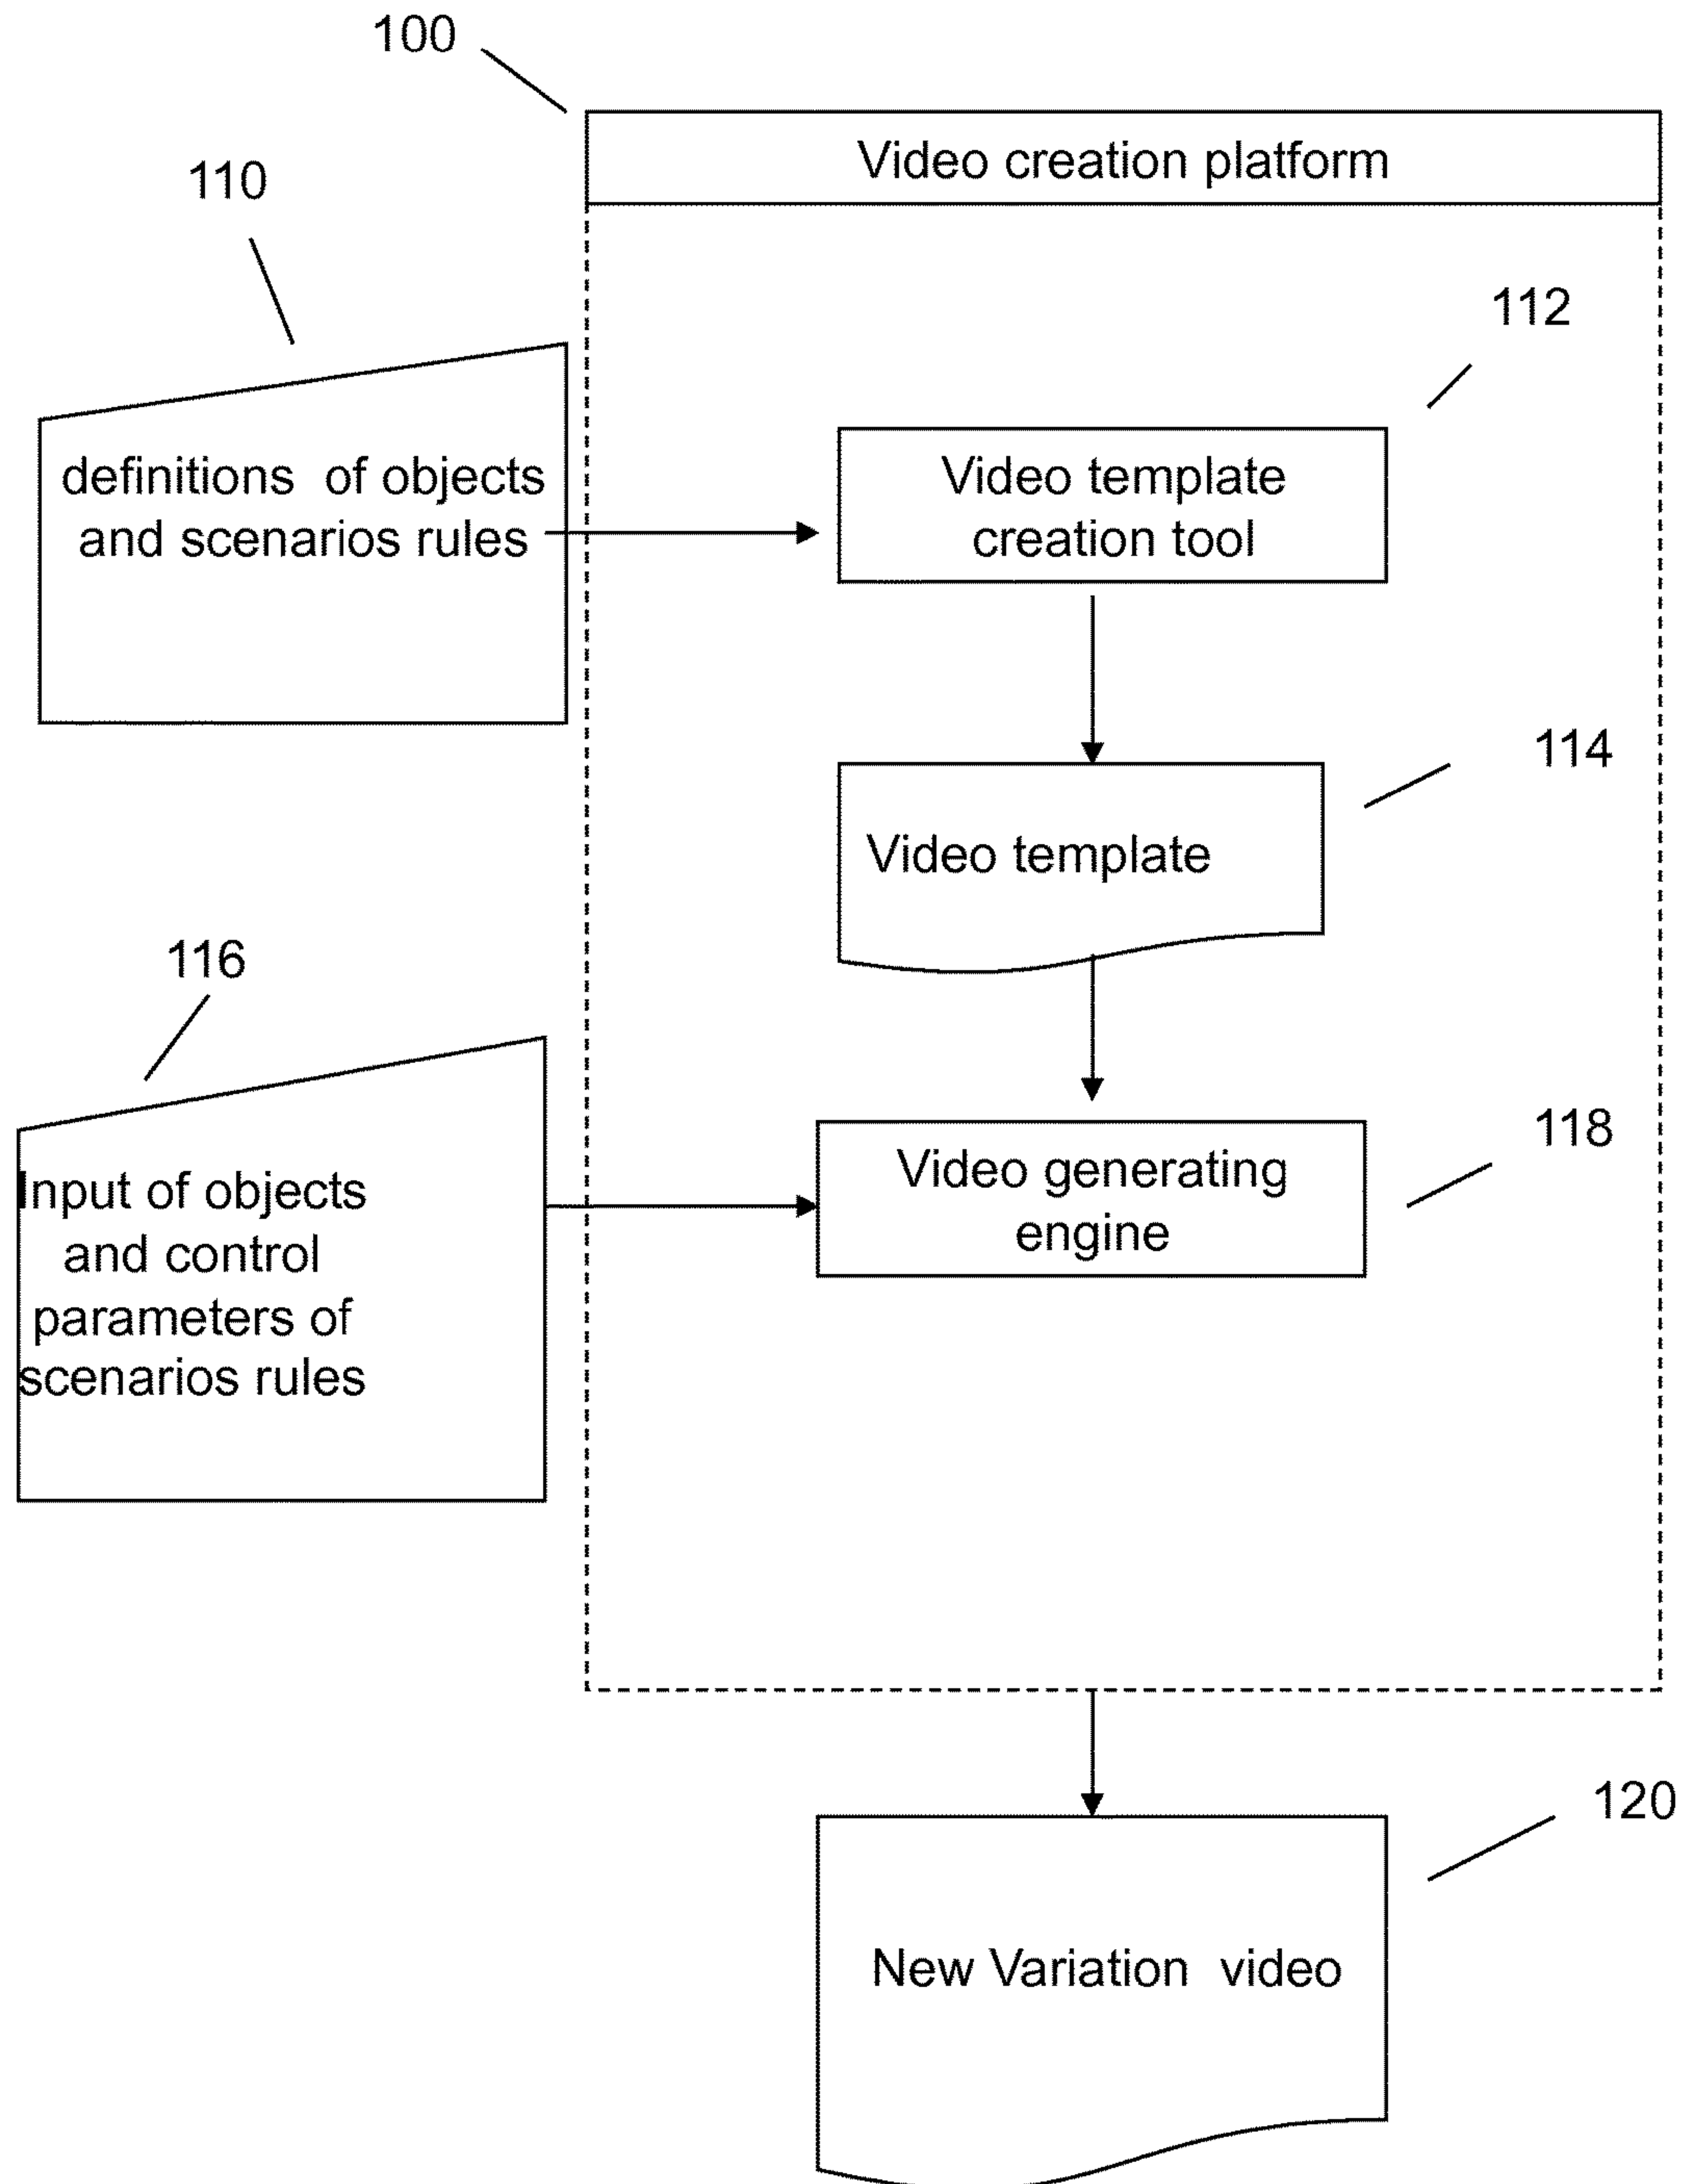 100
Video creation platform
110
112
definitions of objects
and scenarios rules
Video template
creation tool
114
Video template
116
118
Input of objects
and control
parameters of
scenarios rules
Video generating
engine
120
New Variation video